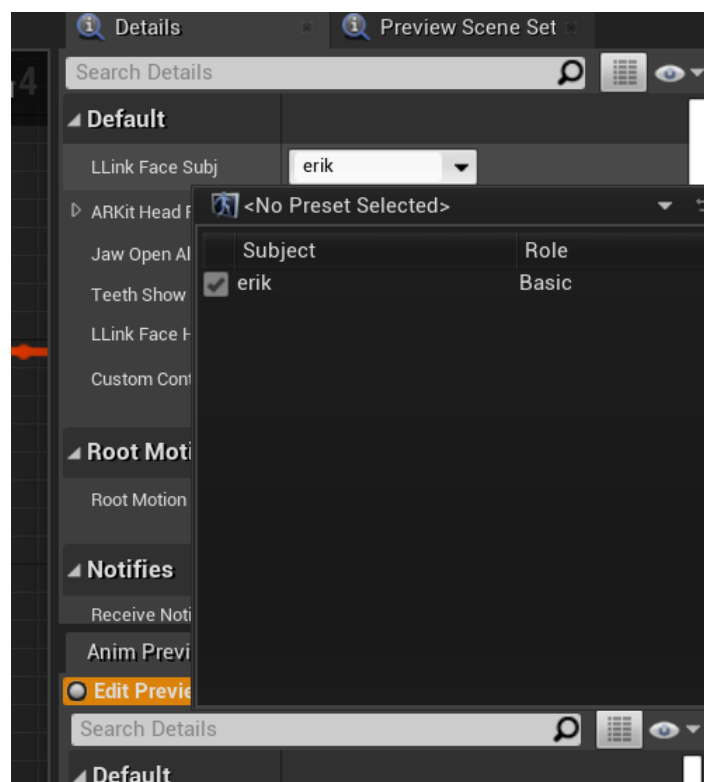 Details
Preview Scene Set
4
Search Details
Default
LLink Face Subj
erik
ARKit Head
<No Preset Selected>
Jaw Open Al
Subject Role
erik Basic
Teeth Show
LLink Face H
Custom Cont
Root Moti
Root Motion
Notifies
Receive Noti
Anim Previ
Edit Previe
Search Details
Default